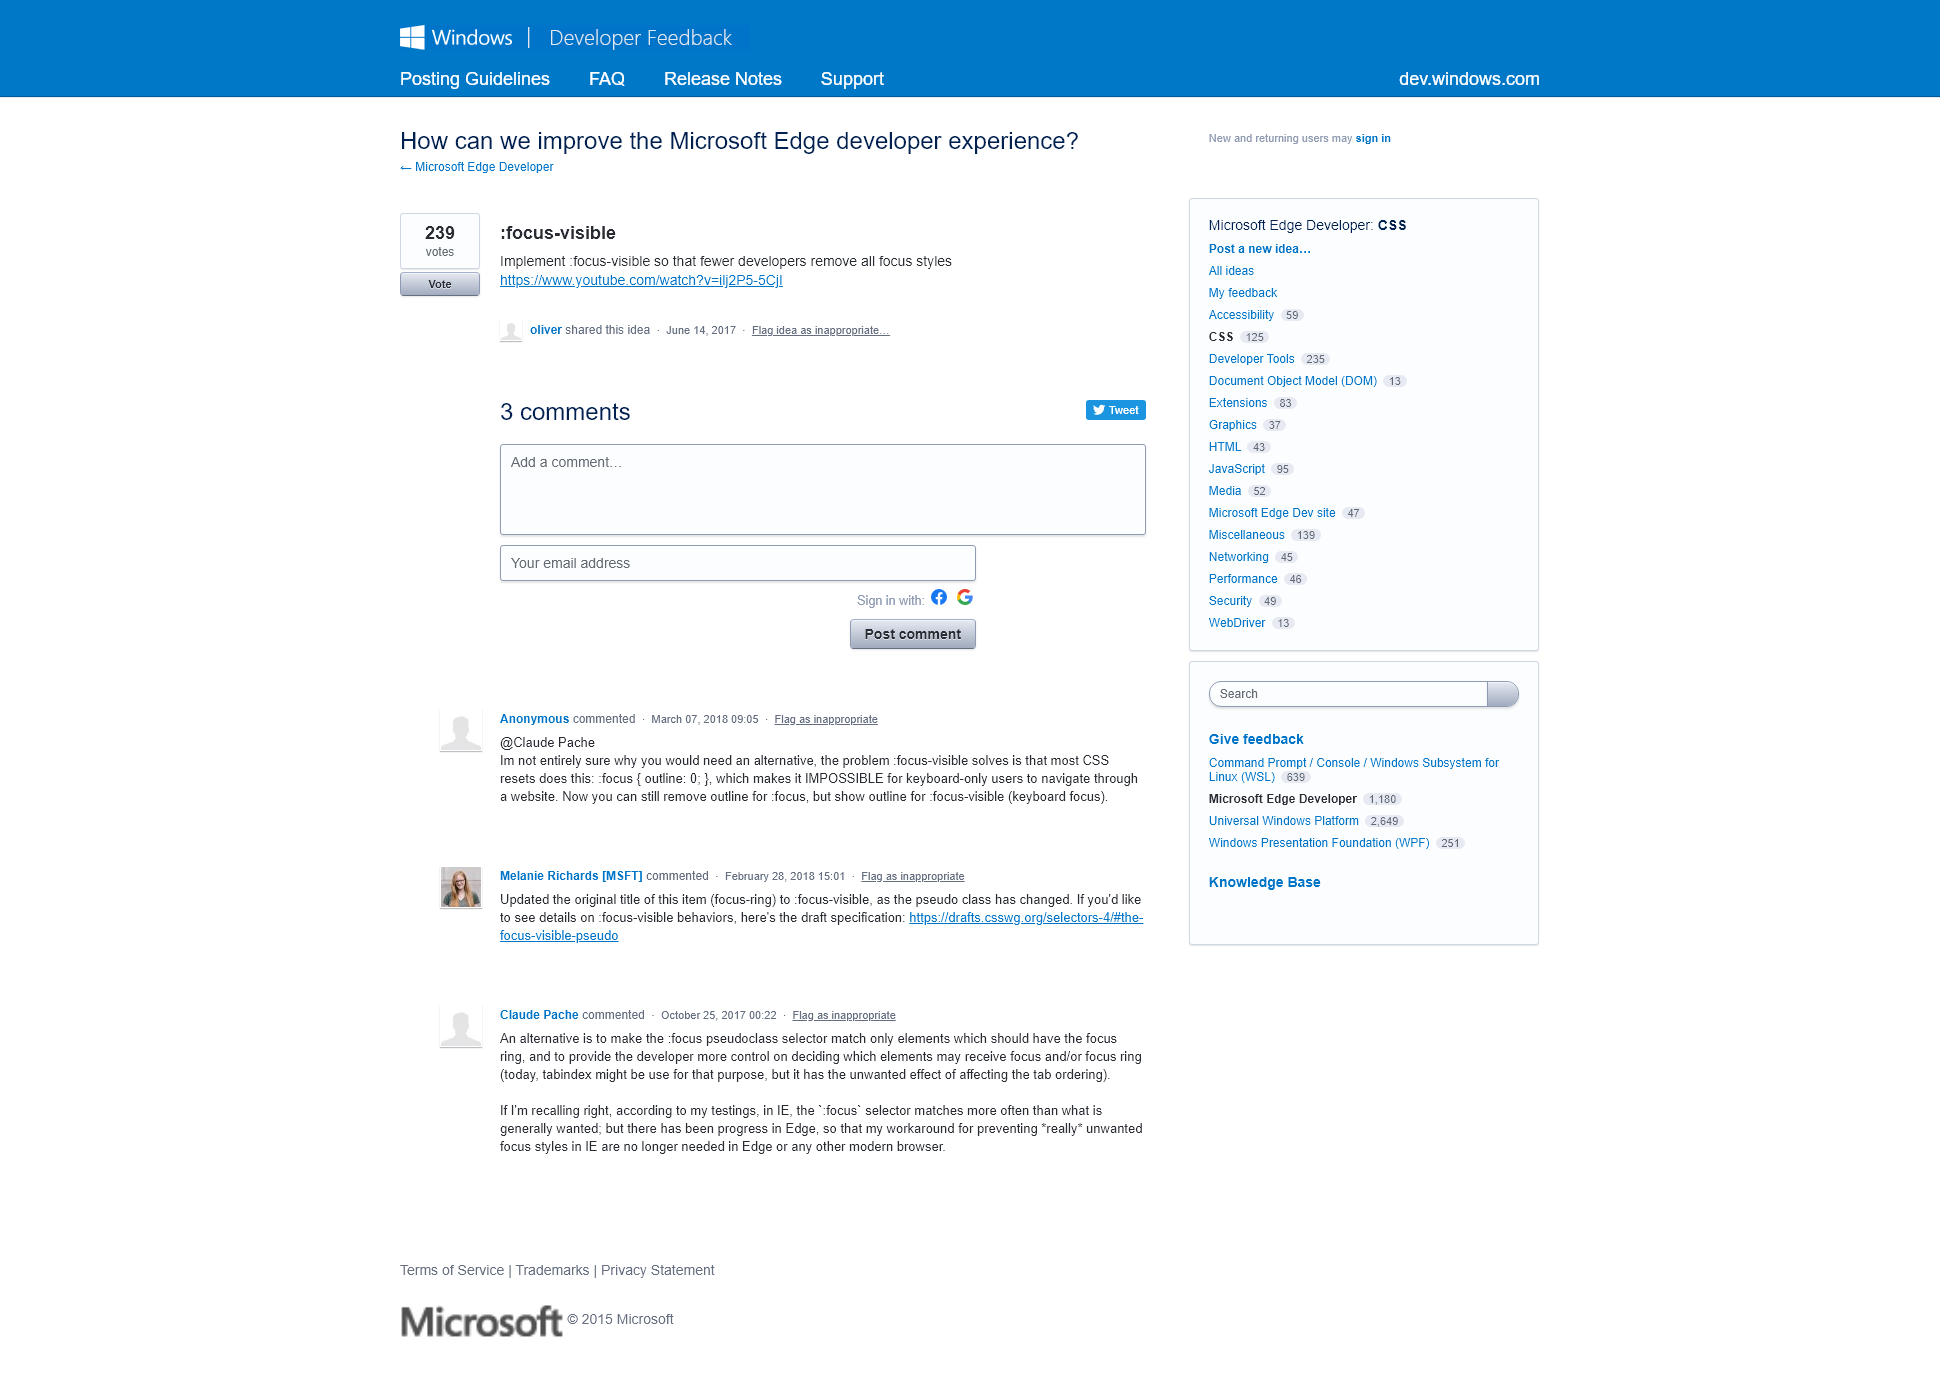 Windows | Developer Feedback
Posting Guidelines FAQ Release Notes Support dev.windows.com
How can we improve the Microsoft Edge developer experience?
← Microsoft Edge Developer
New and returning users may sign in
239
votes
Vote
:focus-visible
Implement :focus-visible so that fewer developers remove all focus styles
https://www.youtube.com/watch?v=ilj2P5-5CjI
oliver shared this idea · June 14, 2017 · Flag idea as inappropriate…
3 comments
Tweet
Add a comment…
Your email address
Sign in with:
Post comment
Anonymous commented · March 07, 2018 09:05 · Flag as inappropriate
@Claude Pache
Im not entirely sure why you would need an alternative, the problem :focus-visible solves is that most CSS
resets does this: :focus { outline: 0; }, which makes it IMPOSSIBLE for keyboard-only users to navigate through
a website. Now you can still remove outline for :focus, but show outline for :focus-visible (keyboard focus).
Melanie Richards [MSFT] commented · February 28, 2018 15:01 · Flag as inappropriate
Updated the original title of this item (focus-ring) to :focus-visible, as the pseudo class has changed. If you'd like
to see details on :focus-visible behaviors, here's the draft specification: https://drafts.csswg.org/selectors-4/#the-
focus-visible-pseudo
Claude Pache commented · October 25, 2017 00:22 · Flag as inappropriate
An alternative is to make the :focus pseudoclass selector match only elements which should have the focus
ring, and to provide the developer more control on deciding which elements may receive focus and/or focus ring
(today, tabindex might be use for that purpose, but it has the unwanted effect of affecting the tab ordering).
If I'm recalling right, according to my testings, in IE, the `:focus` selector matches more often than what is
generally wanted; but there has been progress in Edge, so that my workaround for preventing *really* unwanted
focus styles in IE are no longer needed in Edge or any other modern browser.
Microsoft Edge Developer: CSS
Post a new idea…
All ideas
My feedback
Accessibility 59
CSS 125
Developer Tools 235
Document Object Model (DOM) 13
Extensions 83
Graphics 37
HTML 43
JavaScript 95
Media 52
Microsoft Edge Dev site 47
Miscellaneous 139
Networking 45
Performance 46
Security 49
WebDriver 13
Search
Give feedback
Command Prompt / Console / Windows Subsystem for
Linux (WSL) 639
Microsoft Edge Developer 1,180
Universal Windows Platform 2,649
Windows Presentation Foundation (WPF) 251
Knowledge Base
Terms of Service | Trademarks | Privacy Statement
Microsoft © 2015 Microsoft